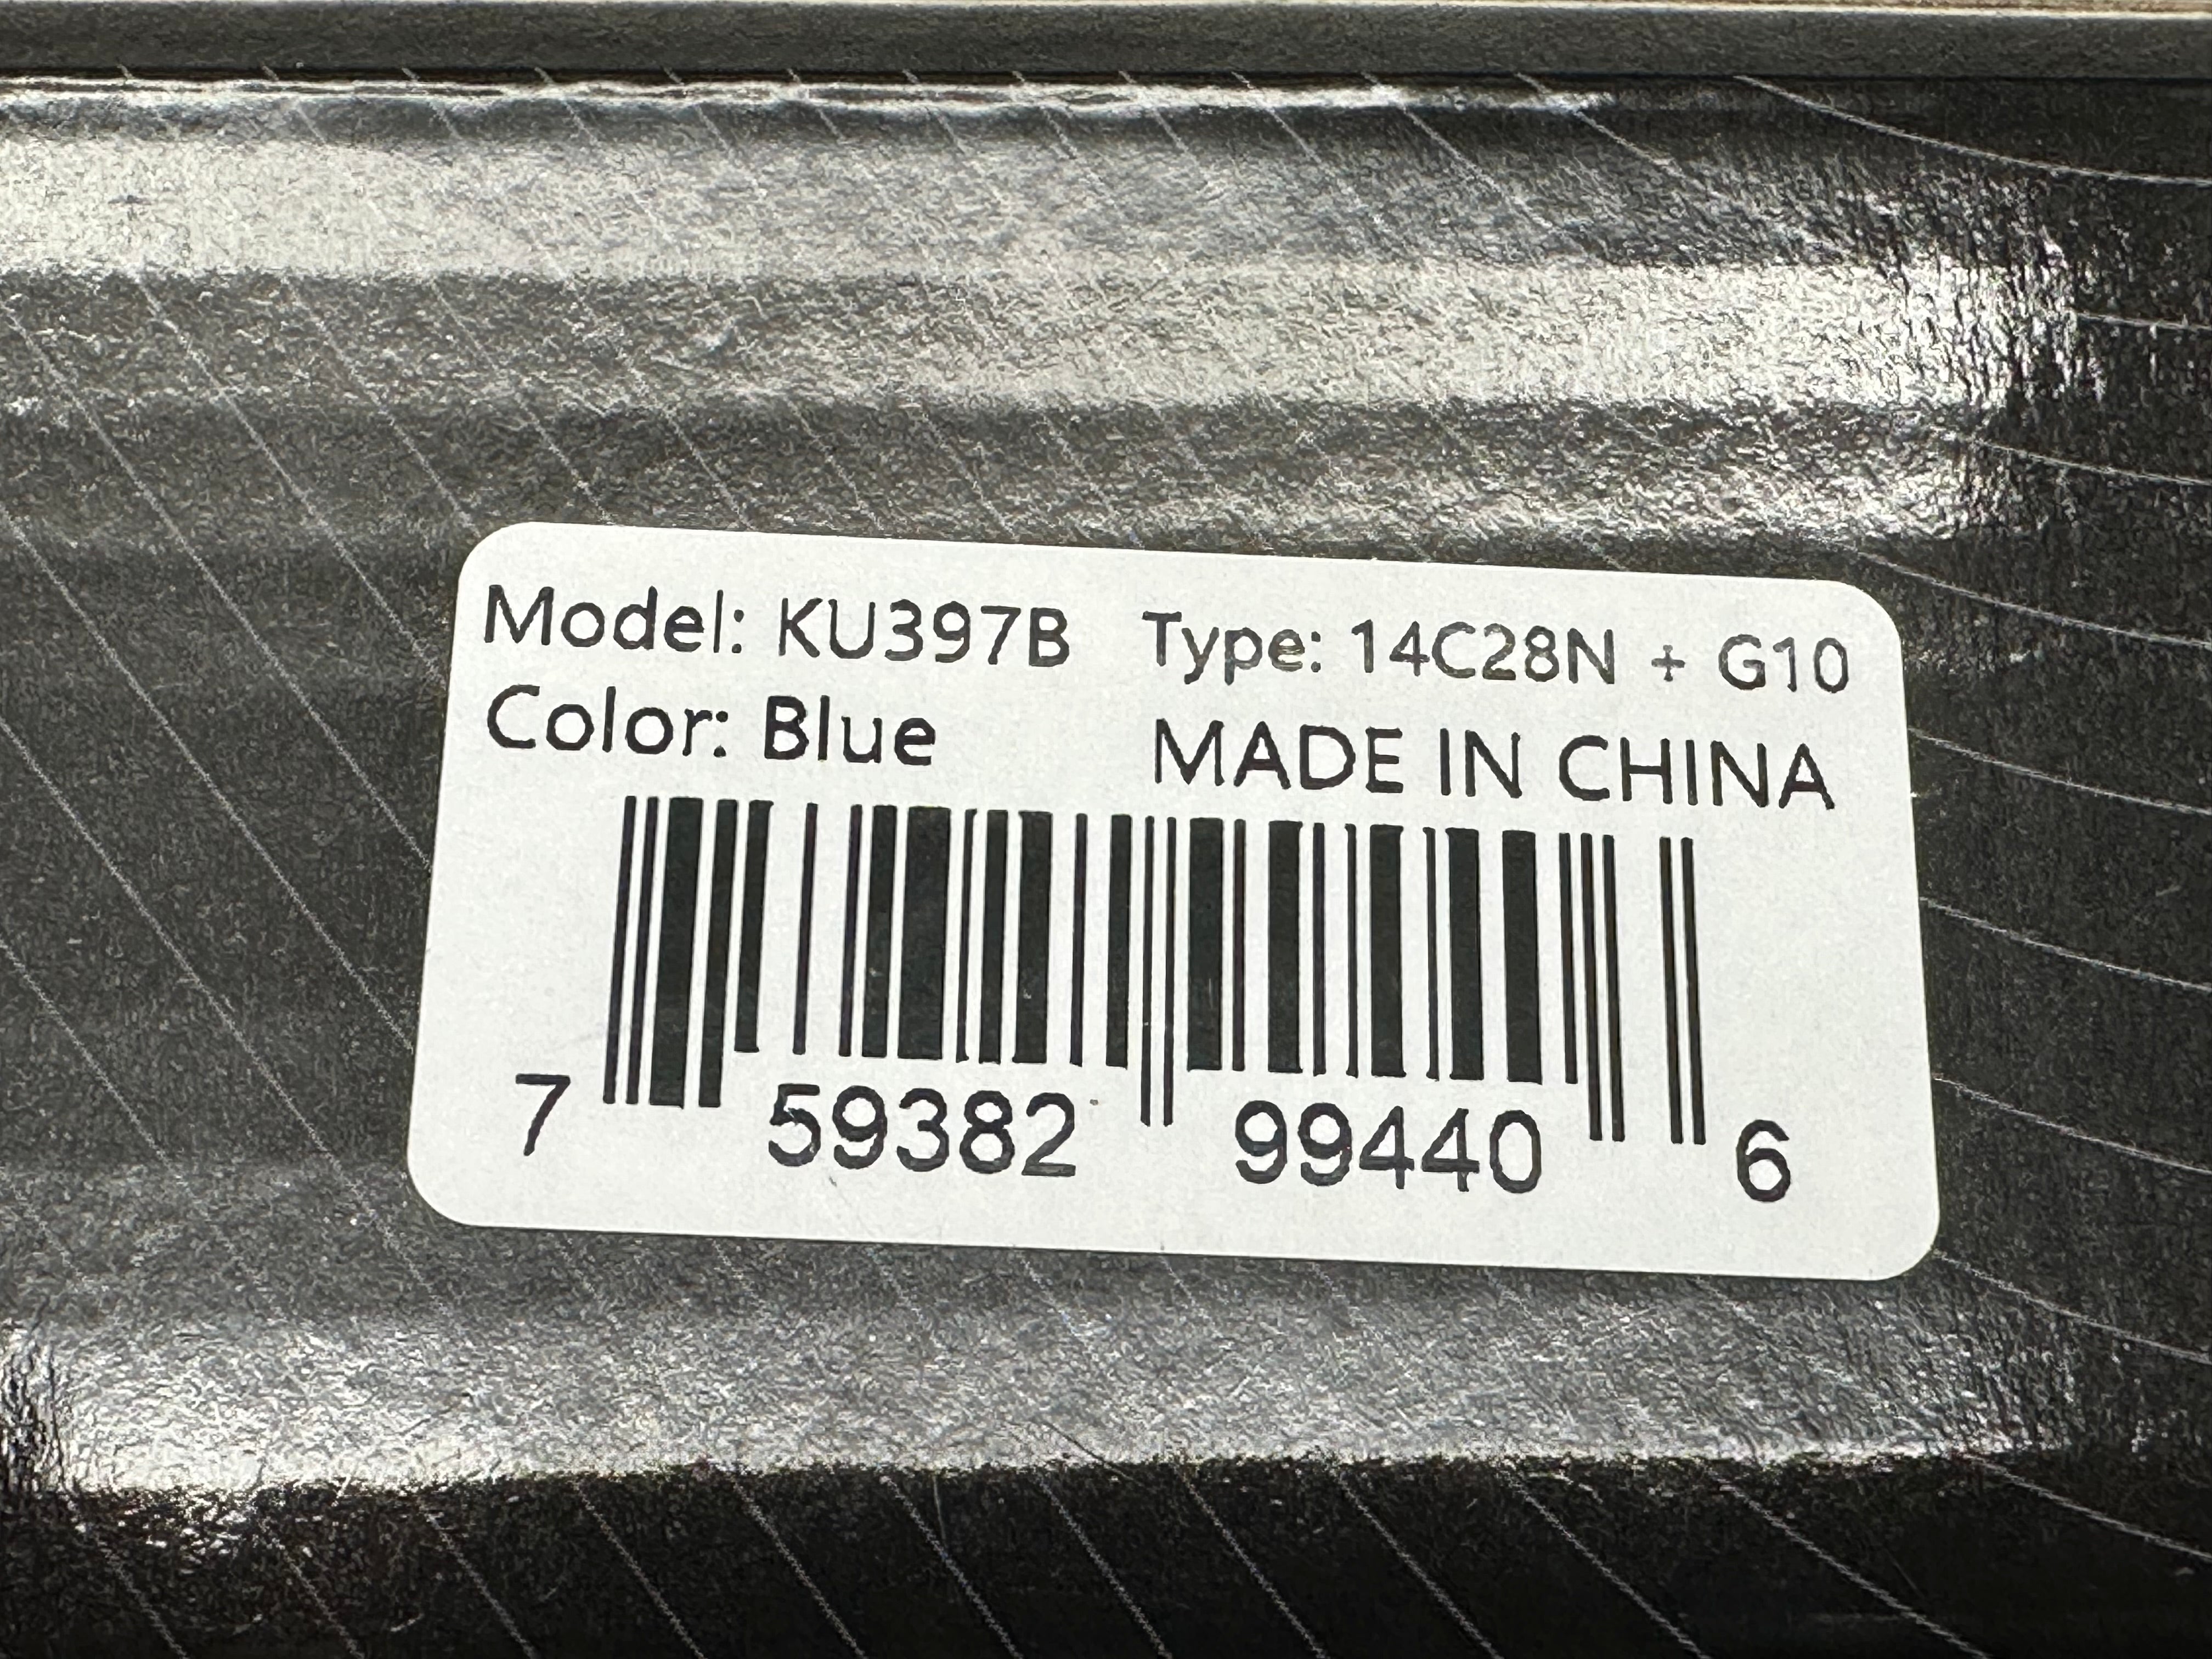 Model: KU397B Type: 14C28N + G10
Color: Blue MADE IN CHINA
7 59382 99440 6